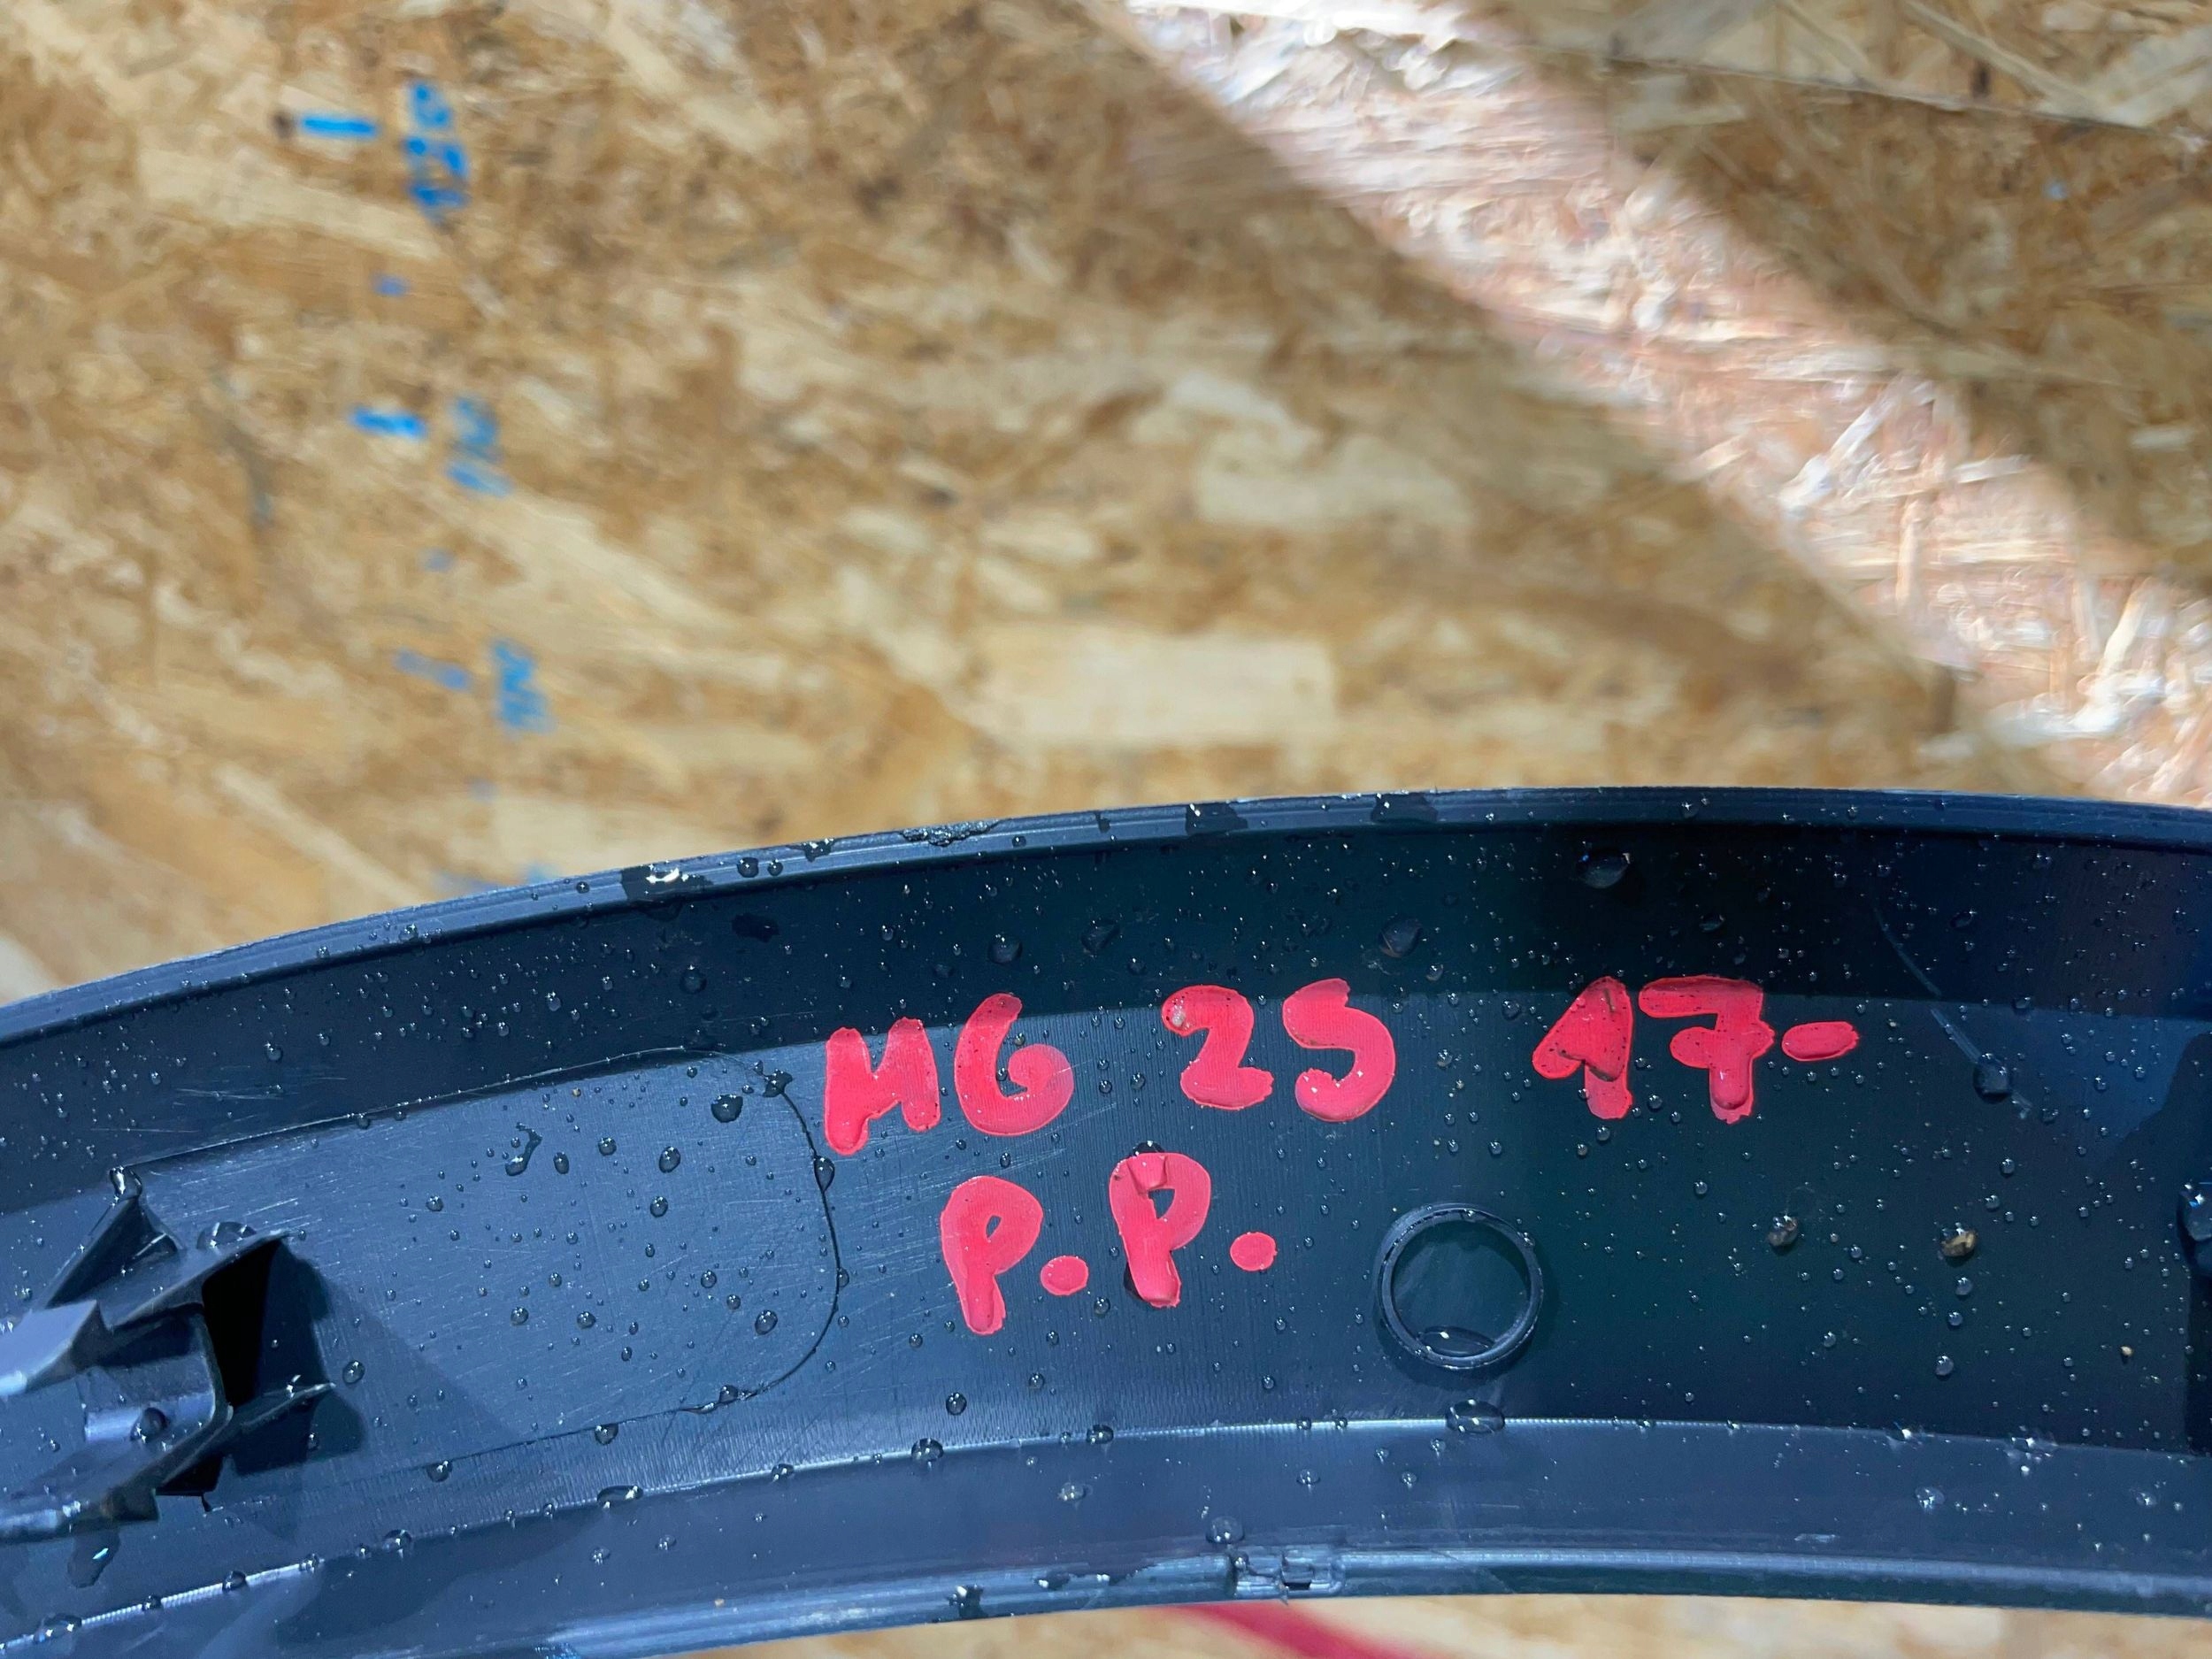 MG ZS 17-
P.P.